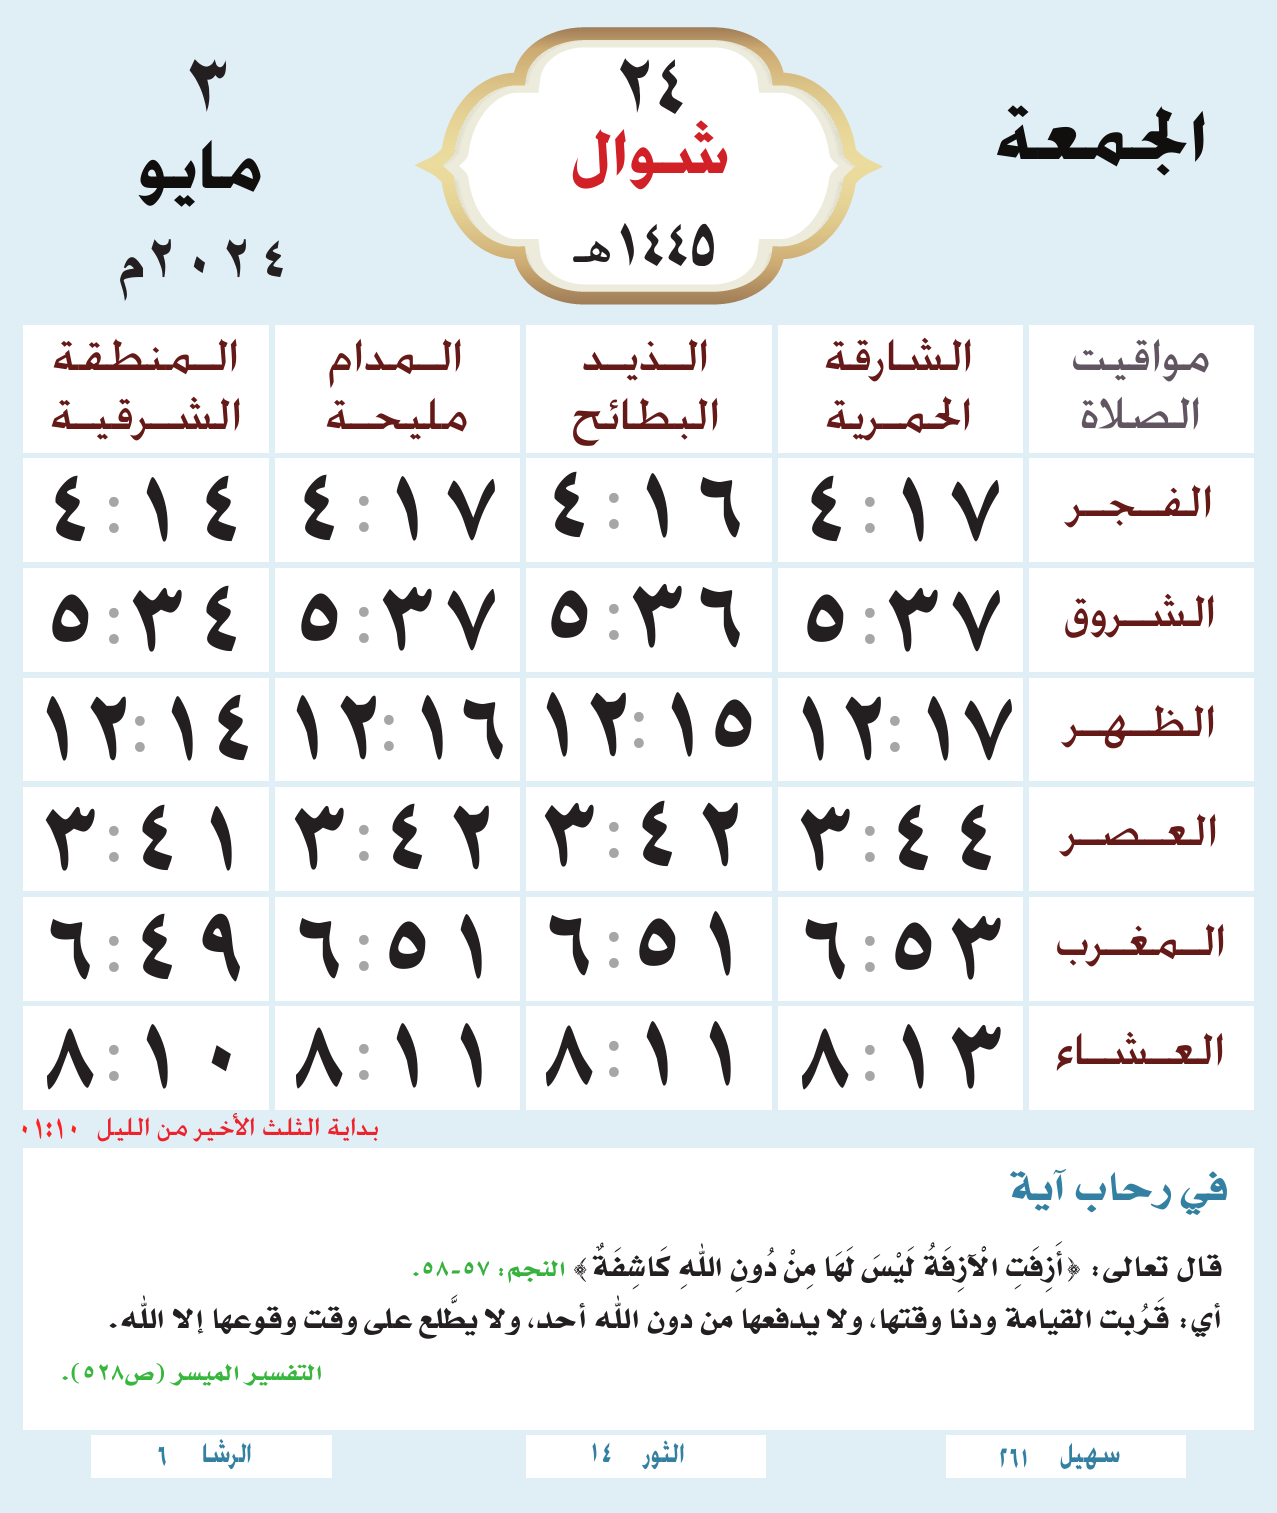 الجمعة
٢٤
شوال
١٤٤٥هـ
٣
مايو
٢٠٢٤م
مواقيت الصلاة | الشارقة الحمرية | الذيد البطائح | المدام مليحة | المنطقة الشرقية
الفجر ٤:١٧ ٤:١٦ ٤:١٧ ٤:١٤
الشروق ٥:٣٧ ٥:٣٦ ٥:٣٧ ٥:٣٤
الظهر ١٢:١٧ ١٢:١٥ ١٢:١٦ ١٢:١٤
العصر ٣:٤٤ ٣:٤٢ ٣:٤٢ ٣:٤١
المغرب ٦:٥٣ ٦:٥١ ٦:٥١ ٦:٤٩
العشاء ٨:١٣ ٨:١١ ٨:١١ ٨:١٠
بداية الثلث الأخير من الليل ٠١:١٠
في رحاب آية
قال تعالى: ﴿أَزِفَتِ الْآزِفَةُ لَيْسَ لَهَا مِنْ دُونِ اللهِ كَاشِفَةٌ﴾ النجم: ٥٧-٥٨.
أي: قَرُبت القيامة ودنا وقتها، ولا يدفعها من دون الله أحد، ولا يطَّلع على وقت وقوعها إلا الله.
التفسير الميسر (ص٥٢٨).
سهيل ٢٦١
الثور ١٤
الرشا ٦